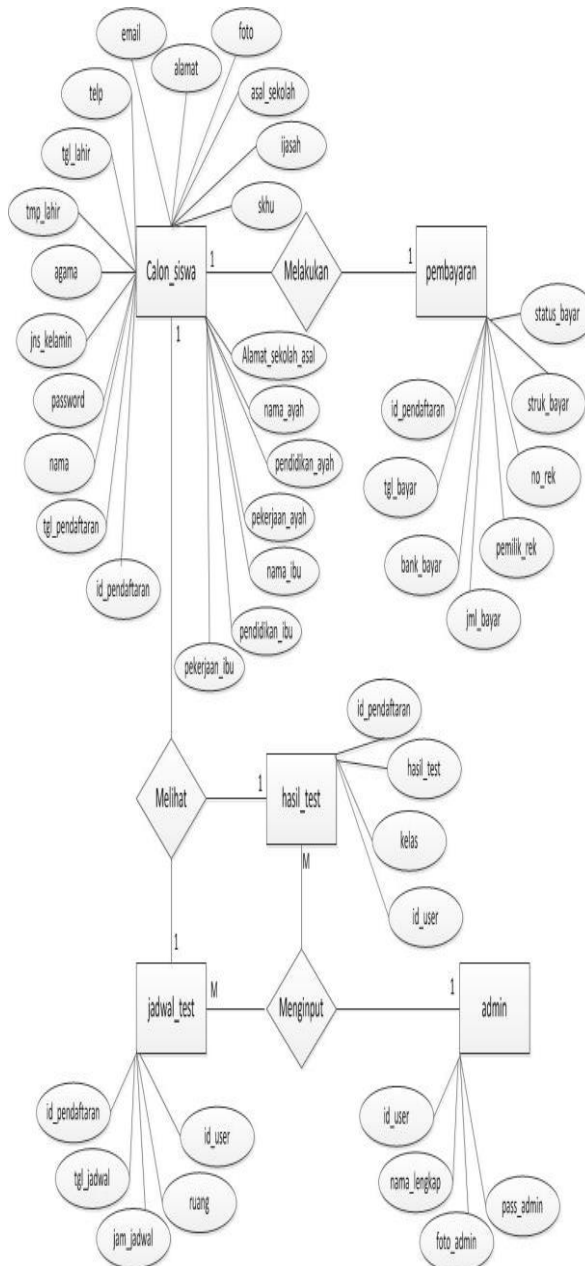 email
foto
alamat
telp
asal_sekolah
tgl_lahir
ijasah
tmp_lahir
skhu
agama
Calon_siswa
1
Melakukan
1
pembayaran
status_bayar
1
jns_kelamin
Alamat_sekolah_asal
password
nama_ayah
id_pendaftaran
struk_bayar
nama
pendidikan_ayah
tgl_bayar
no_rek
tgl_pendaftaran
pekerjaan_ayah
pemilik_rek
id_pendaftaran
nama_ibu
bank_bayar
pendidikan_ibu
jml_bayar
pekerjaan_ibu
id_pendaftaran
Melihat
1
hasil_test
hasil_test
kelas
M
id_user
1
jadwal_test
M
Menginput
1
admin
id_pendaftaran
id_user
id_user
tgl_jadwal
ruang
nama_lengkap
pass_admin
jam_jadwal
foto_admin